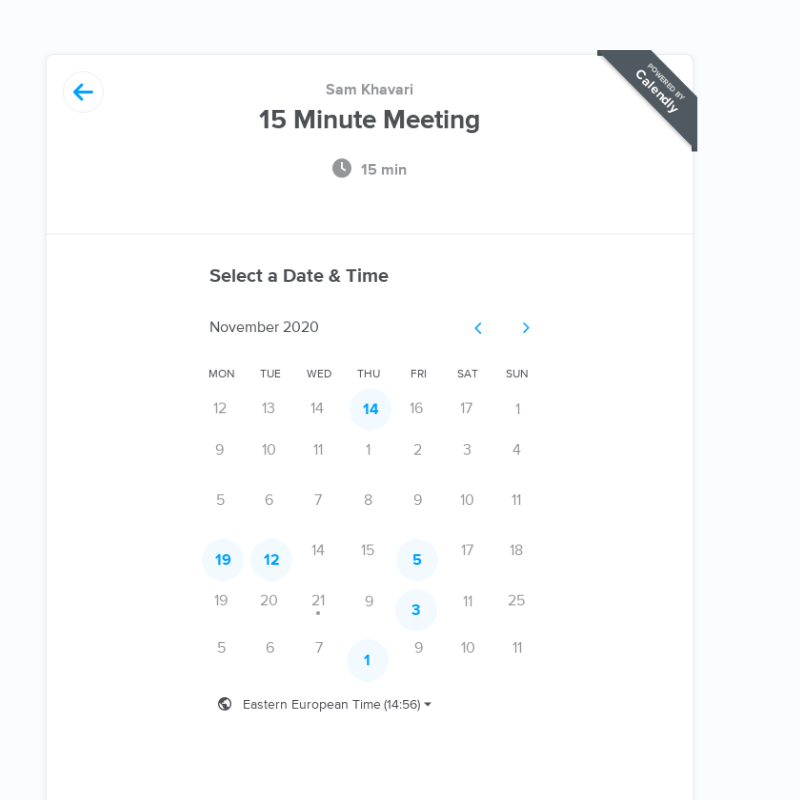 POWERED BY
Calendly
Sam Khavari
15 Minute Meeting
15 min
Select a Date & Time
November 2020
MON TUE WED THU FRI SAT SUN
12 13 14 14 16 17 1
9 10 11 1 2 3 4
5 6 7 8 9 10 11
19 12 14 15 5 17 18
19 20 21 9 3 11 25
5 6 7 1 9 10 11
Eastern European Time (14:56)